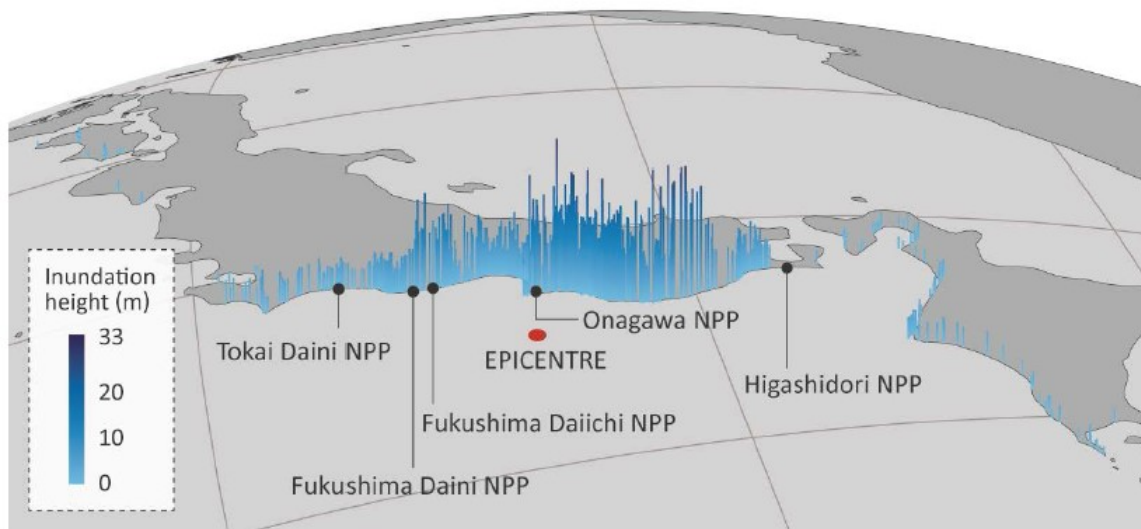 Inundation
height (m)
33
20
10
0
Tokai Daini NPP
Onagawa NPP
EPICENTRE
Higashidori NPP
Fukushima Daiichi NPP
Fukushima Daini NPP